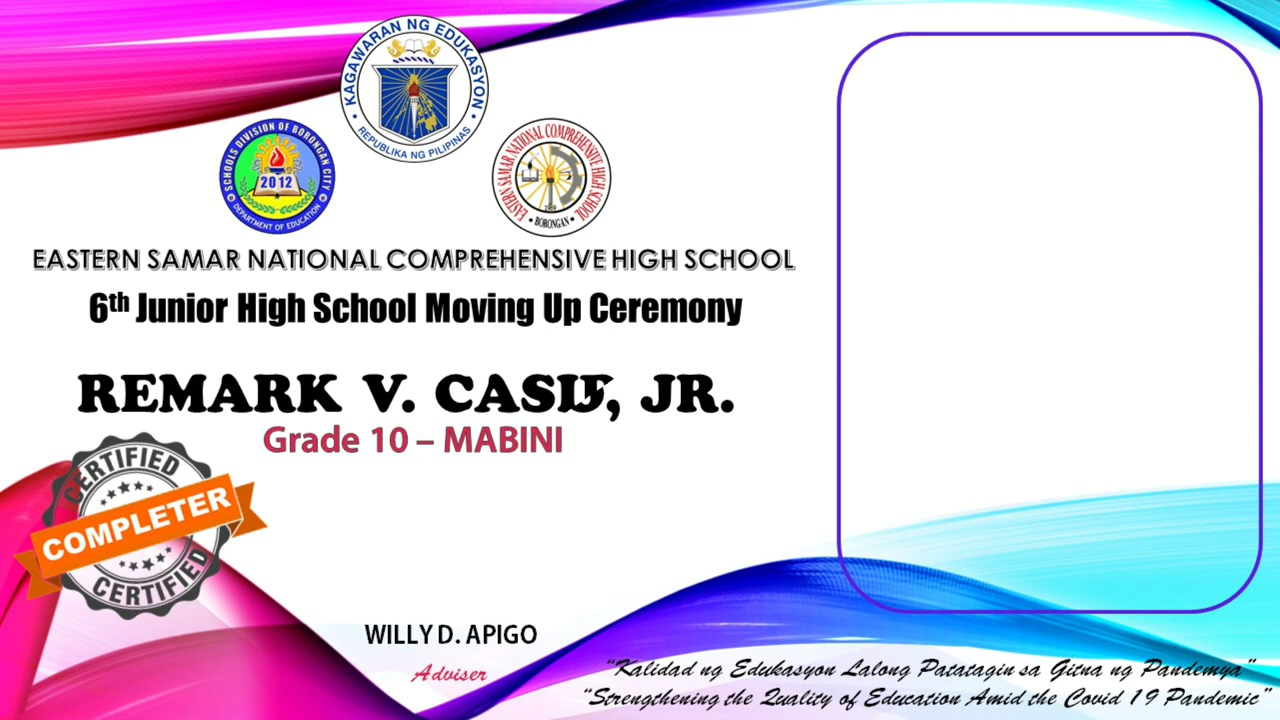 KAGAWARAN NG EDUKASYON
REPUBLIKA NG PILIPINAS
SCHOOLS DIVISION OF BORONGAN CITY
2012
DEPARTMENT OF EDUCATION
EASTERN SAMAR NATIONAL COMPREHENSIVE HIGH SCHOOL
BORONGAN
EASTERN SAMAR NATIONAL COMPREHENSIVE HIGH SCHOOL
6th Junior High School Moving Up Ceremony
REMARK V. JR.
Grade 10 – MABINI
CERTIFIED
COMPLETER
CERTIFIED
WILLY D. APIGO
Adviser
“Kalidad ng Edukasyon Lalong Patatagin sa Gitna ng Pandemya”
“Strengthening the Quality of Education Amid the Covid 19 Pandemic”